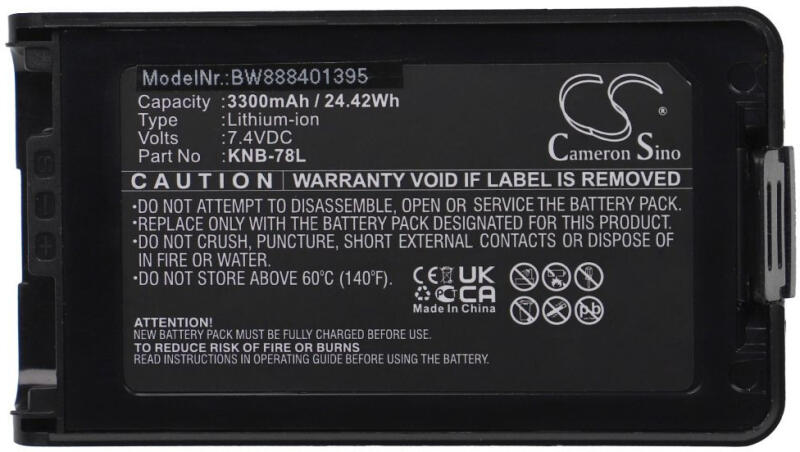 ModelNr.:BW888401395
Capacity :3300mAh / 24.42Wh
Type :Lithium-ion
Volts :7.4VDC
Part No :KNB-78L
CS
®
Cameron Sino
CAUTION WARRANTY VOID IF LABEL IS REMOVED
•DO NOT ATTEMPT TO DISASSEMBLE, OPEN OR SERVICE THE BATTERY PACK.
•REPLACE ONLY WITH THE BATTERY PACK DESIGNATED FOR THIS PRODUCT.
•DO NOT CRUSH, PUNCTURE, SHORT EXTERNAL CONTACTS OR DISPOSE OF
IN FIRE OR WATER.
•DO NOT STORE ABOVE 60°C (140°F).
CE UK
CA
Made In China
Pb
ATTENTION!
NEW BATTERY PACK MUST BE FULLY CHARGED BEFORE USE.
TO REDUCE RISK OF FIRE OR BURNS
READ INSTRUCTIONS IN OPERATING GUIDE BEFORE USING THE BATTERY.